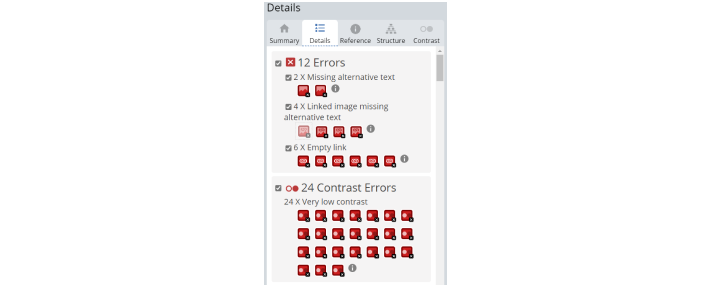 Details
Summary Details Reference Structure Contrast
12 Errors
2 X Missing alternative text
4 X Linked image missing
alternative text
6 X Empty link
24 Contrast Errors
24 X Very low contrast